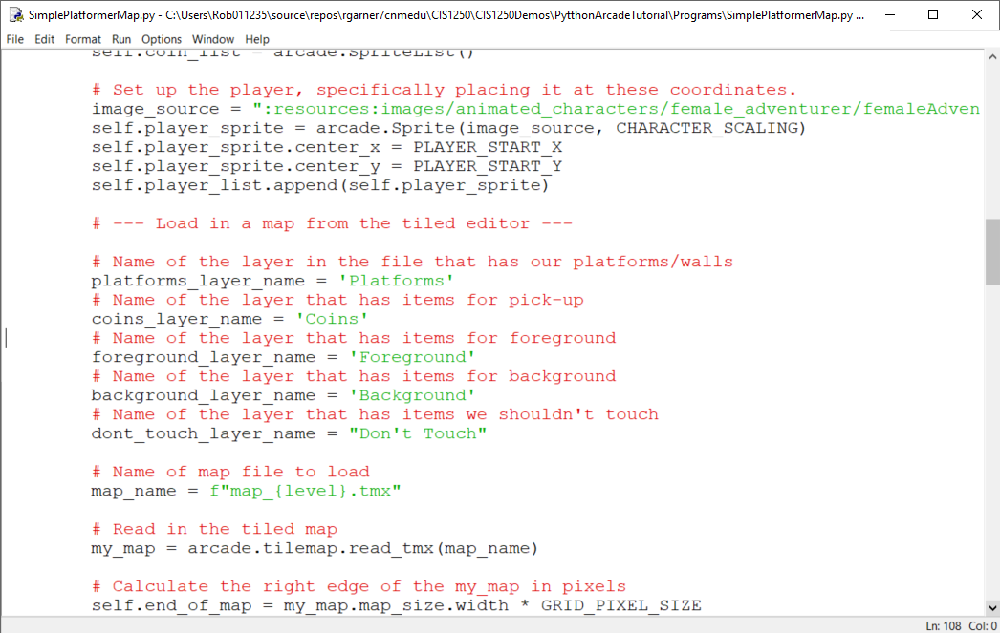 SimplePlatformerMap.py - C:\Users\Rob011235\source\repos\rgarner7cnmedu\CIS1250\CIS1250Demos\PytthonArcadeTutorial\Programs\SimplePlatformerMap.py ...
File Edit Format Run Options Window Help
self.coin_list = arcade.SpriteList()
# Set up the player, specifically placing it at these coordinates.
image_source = ":resources:images/animated_characters/female_adventurer/femaleAdven
self.player_sprite = arcade.Sprite(image_source, CHARACTER_SCALING)
self.player_sprite.center_x = PLAYER_START_X
self.player_sprite.center_y = PLAYER_START_Y
self.player_list.append(self.player_sprite)
# --- Load in a map from the tiled editor ---
# Name of the layer in the file that has our platforms/walls
platforms_layer_name = 'Platforms'
# Name of the layer that has items for pick-up
coins_layer_name = 'Coins'
# Name of the layer that has items for foreground
foreground_layer_name = 'Foreground'
# Name of the layer that has items for background
background_layer_name = 'Background'
# Name of the layer that has items we shouldn't touch
dont_touch_layer_name = "Don't Touch"
# Name of map file to load
map_name = f"map_{level}.tmx"
# Read in the tiled map
my_map = arcade.tilemap.read_tmx(map_name)
# Calculate the right edge of the my_map in pixels
self.end_of_map = my_map.map_size.width * GRID_PIXEL_SIZE
Ln: 108 Col: 0